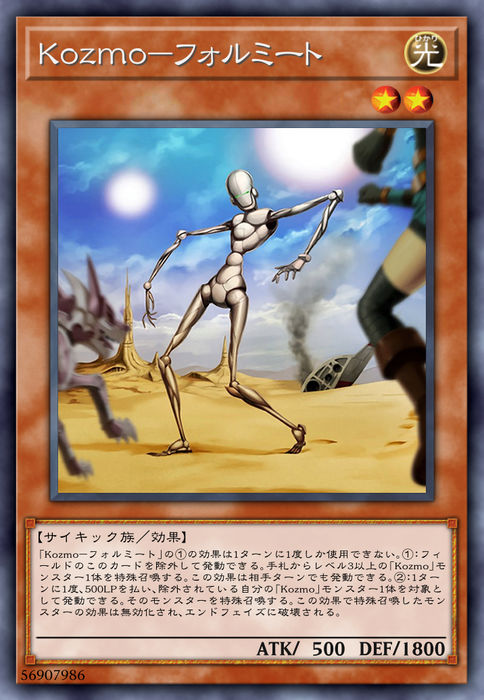 Kozmo－フォルミート
光
ひかり
【サイキック族／効果】
「Kozmo－フォルミート」の①の効果は1ターンに1度しか使用できない。①：フィ
ールドのこのカードを除外して発動できる。手札からレベル3以上の「Kozmo」モ
ンスター1体を特殊召喚する。この効果は相手ターンでも発動できる。②：1ター
ンに1度、500LPを払い、除外されている自分の「Kozmo」モンスター1体を対象と
して発動できる。そのモンスターを特殊召喚する。この効果で特殊召喚したモン
スターの効果は無効化され、エンドフェイズに破壊される。
ATK/ 500 DEF/1800
56907986